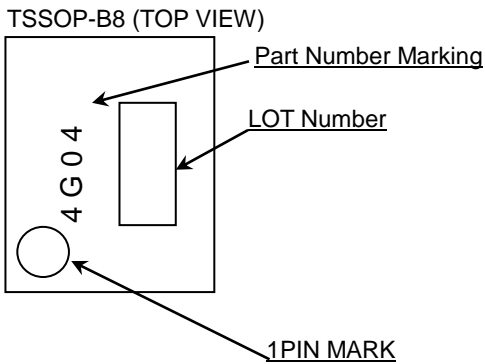 TSSOP-B8 (TOP VIEW)
Part Number Marking
LOT Number
4G04
1PIN MARK